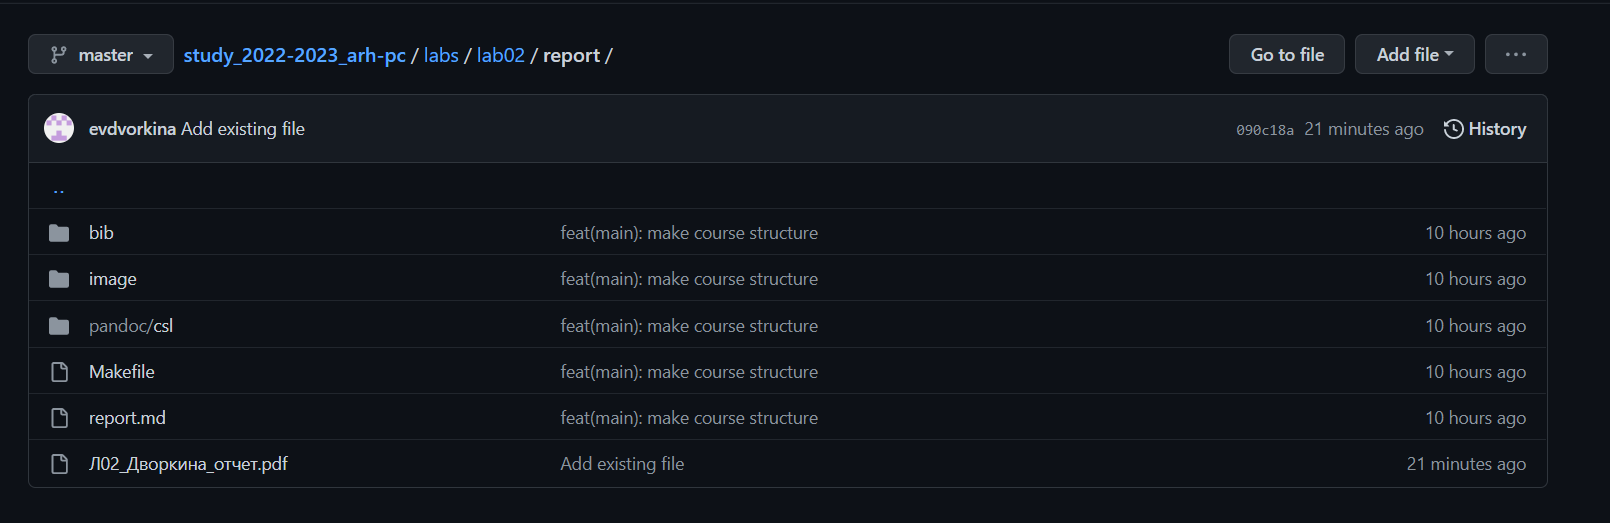 master study_2022-2023_arh-pc / labs / lab02 / report / Go to file Add file ...
evdvorkina Add existing file 090c18a 21 minutes ago History
..
bib feat(main): make course structure 10 hours ago
image feat(main): make course structure 10 hours ago
pandoc/csl feat(main): make course structure 10 hours ago
Makefile feat(main): make course structure 10 hours ago
report.md feat(main): make course structure 10 hours ago
Л02_Дворкина_отчет.pdf Add existing file 21 minutes ago